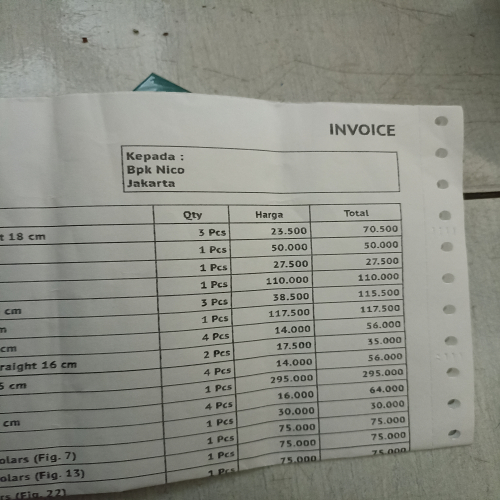 INVOICE
Kepada :
Bpk Nico
Jakarta
Qty Harga Total
t 18 cm 3 Pcs 23.500 70.500
1 Pcs 50.000 50.000
1 Pcs 27.500 27.500
1 Pcs 110.000 110.000
cm 3 Pcs 38.500 115.500
m 1 Pcs 117.500 117.500
cm 4 Pcs 14.000 56.000
raight 16 cm 2 Pcs 17.500 35.000
5 cm 4 Pcs 14.000 56.000
1 Pcs 295.000 295.000
cm 4 Pcs 16.000 64.000
1 Pcs 30.000 30.000
olars (Fig. 7) 1 Pcs 75.000 75.000
olars (Fig. 13) 1 Pcs 75.000 75.000
rs (Fig. 22) 1 Pcs 75.000 75.000